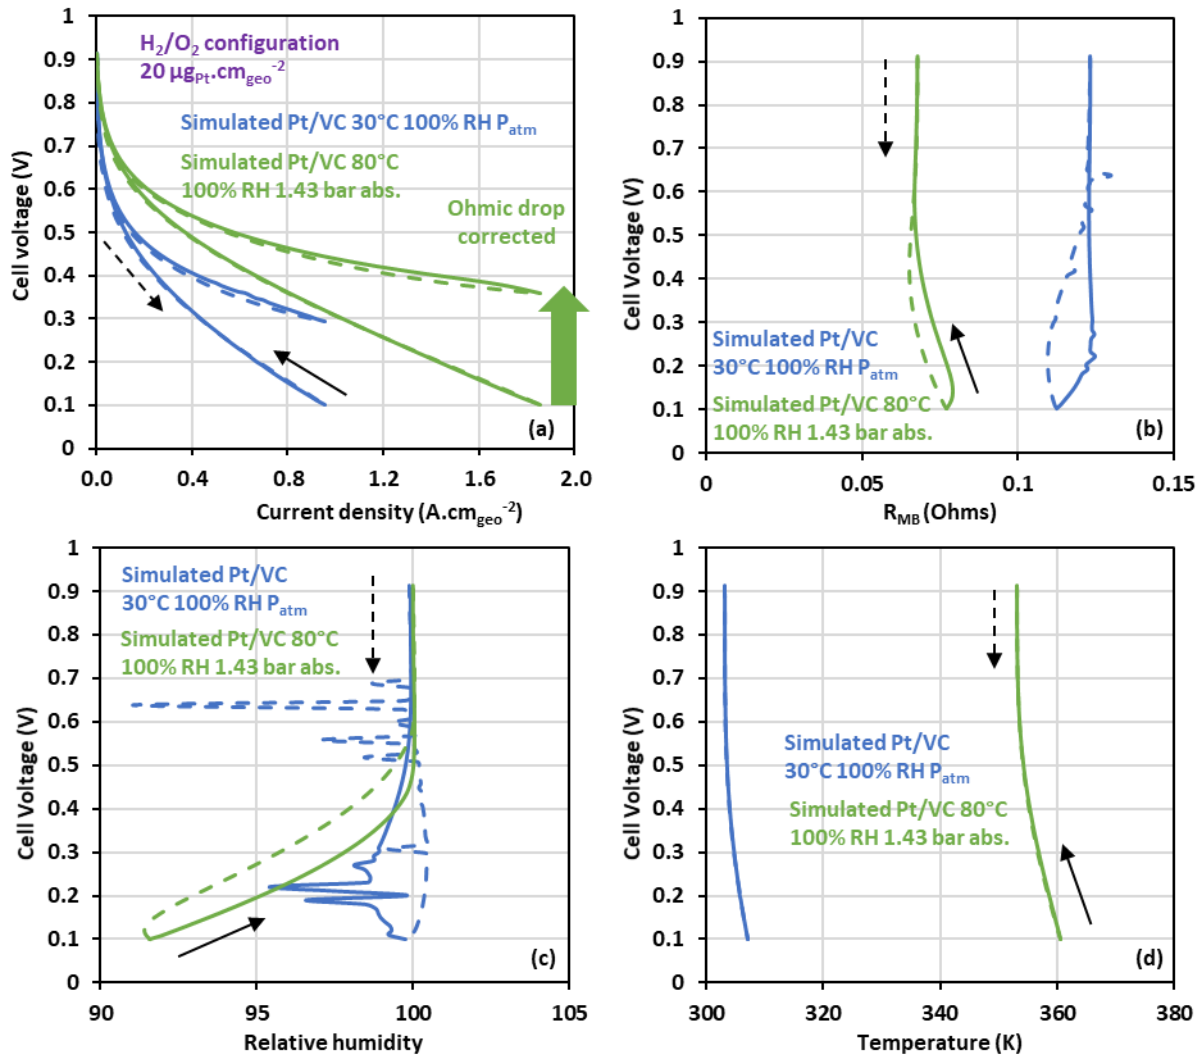 H₂/O₂ configuration
20 µg_Pt.cm_geo⁻²
Simulated Pt/VC 30°C 100% RH P_atm
Simulated Pt/VC 80°C
100% RH 1.43 bar abs.
Ohmic drop
corrected
(a)
1
0.9
0.8
0.7
0.6
0.5
0.4
0.3
0.2
0.1
0
Cell voltage (V)
0.0 0.4 0.8 1.2 1.6 2.0
Current density (A.cm_geo⁻²)
1
0.9
0.8
0.7
0.6
0.5
0.4
0.3
0.2
0.1
0
Cell Voltage (V)
Simulated Pt/VC
30°C 100% RH P_atm
Simulated Pt/VC 80°C
100% RH 1.43 bar abs.
(b)
0 0.05 0.1 0.15
R_MB (Ohms)
1
0.9
0.8
0.7
0.6
0.5
0.4
0.3
0.2
0.1
0
Cell Voltage (V)
Simulated Pt/VC
30°C 100% RH P_atm
Simulated Pt/VC 80°C
100% RH 1.43 bar abs.
(c)
90 95 100 105
Relative humidity
1
0.9
0.8
0.7
0.6
0.5
0.4
0.3
0.2
0.1
0
Cell Voltage (V)
Simulated Pt/VC
30°C 100% RH P_atm
Simulated Pt/VC 80°C
100% RH 1.43 bar abs.
(d)
300 320 340 360 380
Temperature (K)